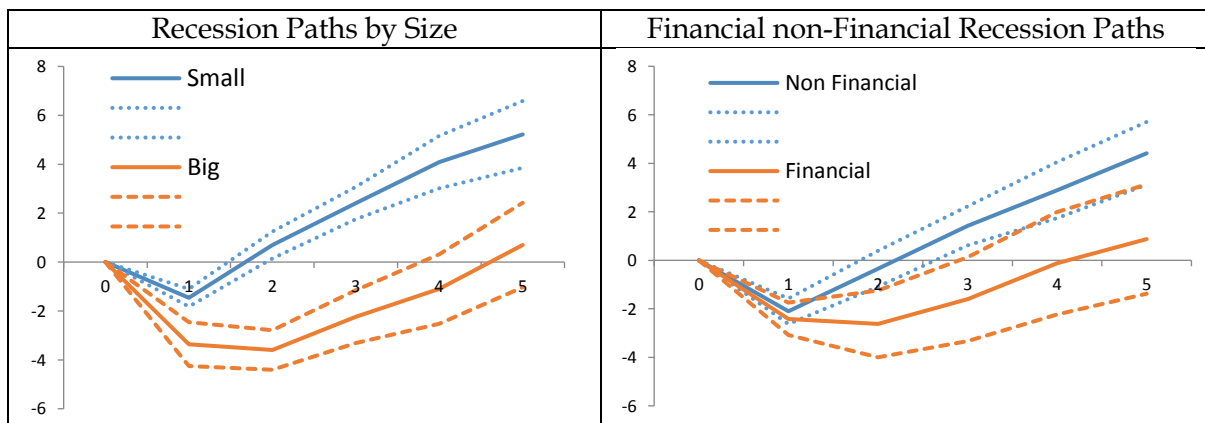 Recession Paths by Size
Financial non-Financial Recession Paths
8
6
4
2
0
-2
-4
-6
0 1 2 3 4 5
Small
Big
8
6
4
2
0
-2
-4
-6
0 1 2 3 4 5
Non Financial
Financial